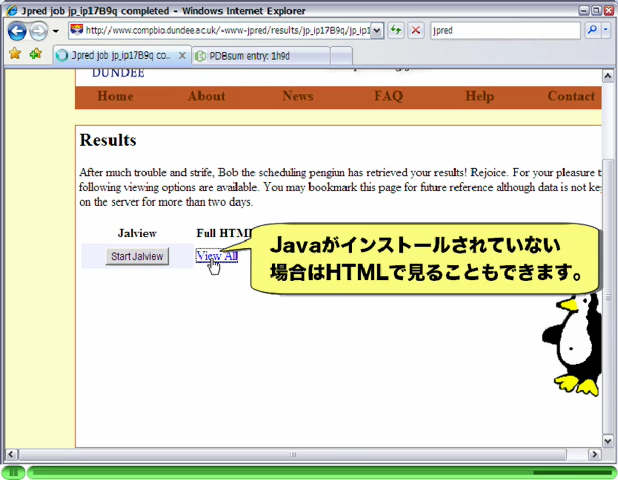 Jpred job jp_ip17B9q completed - Windows Internet Explorer
http://www.compbio.dundee.ac.uk/~www-jpred/results/jp_ip17B9q/jp_ip1
jpred
Jpred job jp_ip17B9q co...
PDBsum entry: 1h9d
DUNDEE
Home About News FAQ Help Contact
Results
After much trouble and strife, Bob the scheduling pengiun has retrieved your results! Rejoice. For your pleasure t
following viewing options are available. You may bookmark this page for future reference although data is not ke
on the server for more than two days.
Jalview Full HTML
Start Jalview View All
Javaがインストールされていない
場合はHTMLで見ることもできます。